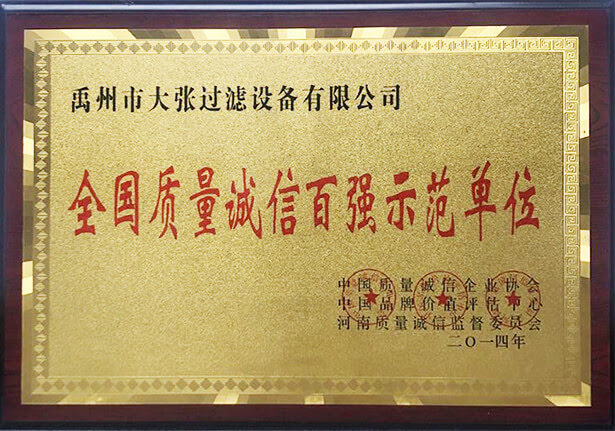 禹州市大张过滤设备有限公司
全国质量诚信百强示范单位
中国质量诚信企业协会
中国品牌价值评估中心
河南质量诚信监督委员会
二〇一四年